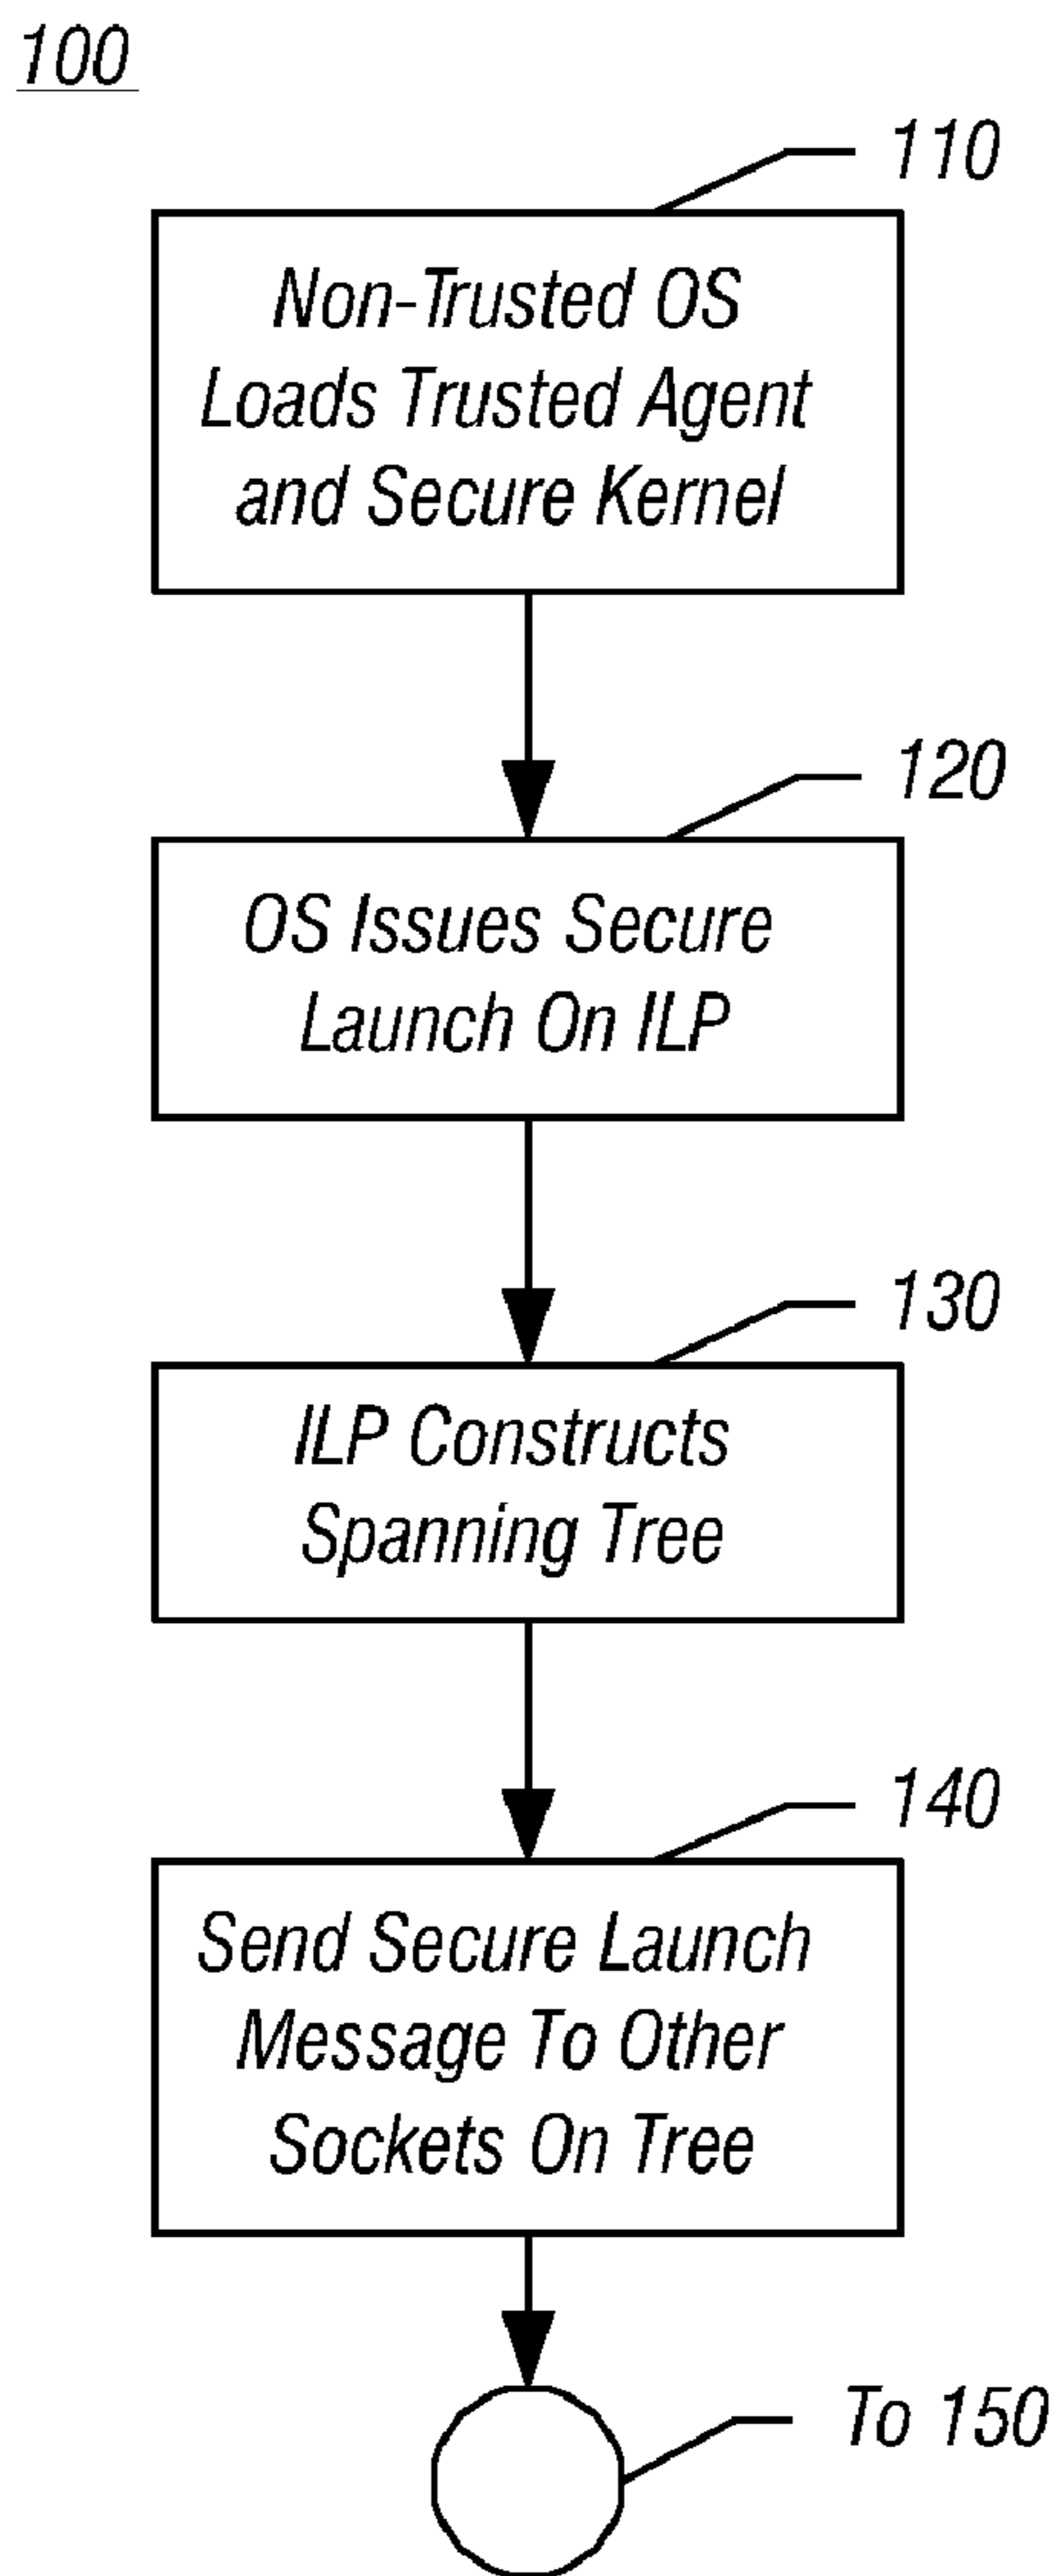 100
110
Non-Trusted OS
Loads Trusted Agent
and Secure Kernel
120
OS Issues Secure
Launch On ILP
130
ILP Constructs
Spanning Tree
140
Send Secure Launch
Message To Other
Sockets On Tree
To 150